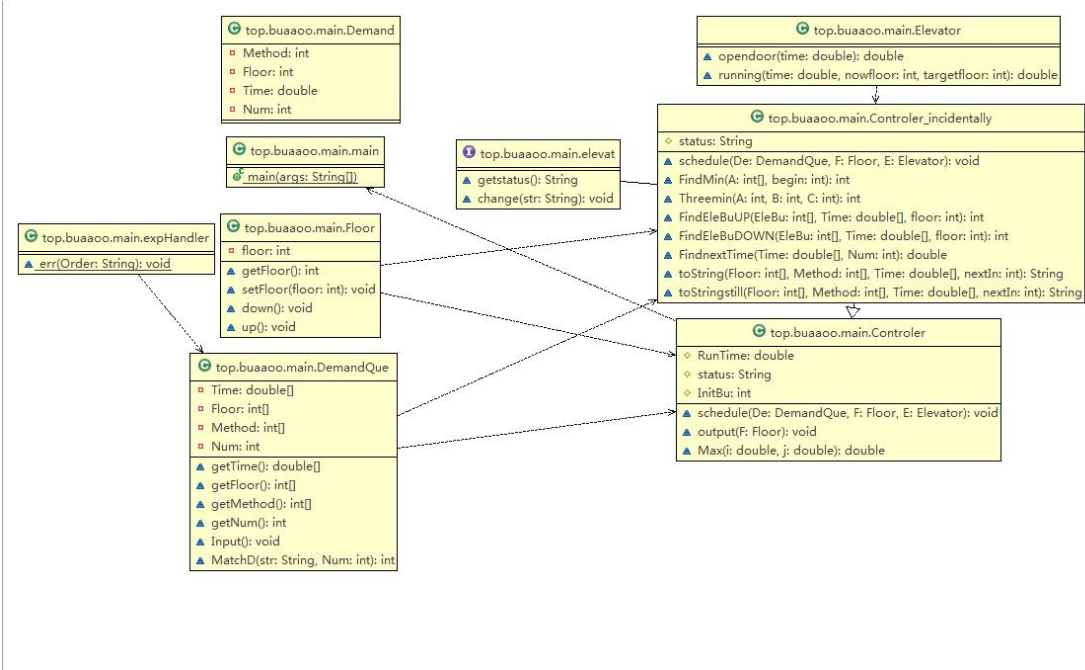 top.buaaoo.main.Demand
Method: int
Floor: int
Time: double
Num: int
top.buaaoo.main.Elevator
opendoor(time: double): double
running(time: double, nowfloor: int, targetfloor: int): double
top.buaaoo.main.main
main(args: String[])
top.buaaoo.main.elevat
getstatus(): String
change(str: String): void
top.buaaoo.main.Controler_incidentally
status: String
schedule(De: DemandQue, F: Floor, E: Elevator): void
FindMin(A: int[], begin: int): int
Threemin(A: int, B: int, C: int): int
FindEleBuUP(EleBu: int[], Time: double[], floor: int): int
FindEleBuDOWN(EleBu: int[], Time: double[], floor: int): int
FindnextTime(Time: double[], Num: int): double
toString(Floor: int[], Method: int[], Time: double[], nextIn: int): String
toStringstill(Floor: int[], Method: int[], Time: double[], nextIn: int): String
top.buaaoo.main.expHandler
err(Order: String): void
top.buaaoo.main.Floor
floor: int
getFloor(): int
setFloor(floor: int): void
down(): void
up(): void
top.buaaoo.main.Controler
RunTime: double
status: String
InitBu: int
schedule(De: DemandQue, F: Floor, E: Elevator): void
output(F: Floor): void
Max(i: double, j: double): double
top.buaaoo.main.DemandQue
Time: double[]
Floor: int[]
Method: int[]
Num: int
getTime(): double[]
getFloor(): int[]
getMethod(): int[]
getNum(): int
Input(): void
MatchD(str: String, Num: int): int